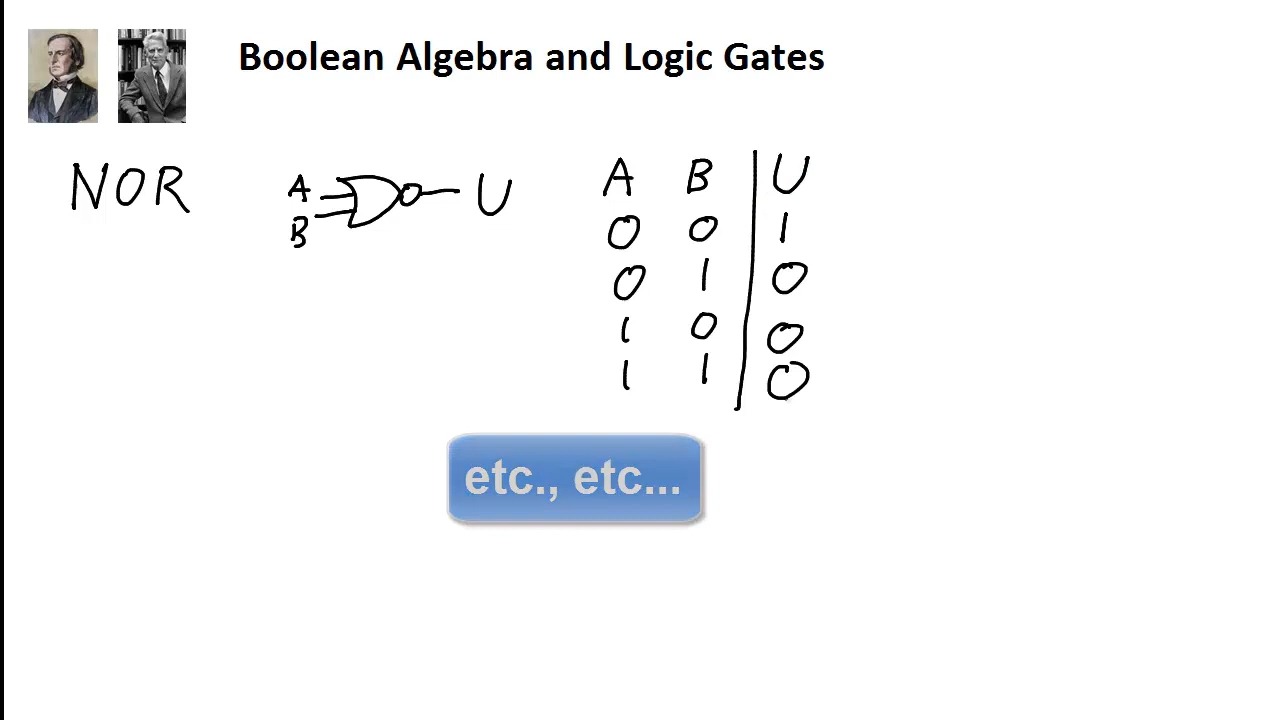 Boolean Algebra and Logic Gates
NOR
A
B
U
A B U
0 0 1
0 1 0
1 0 0
1 1 0
etc., etc...